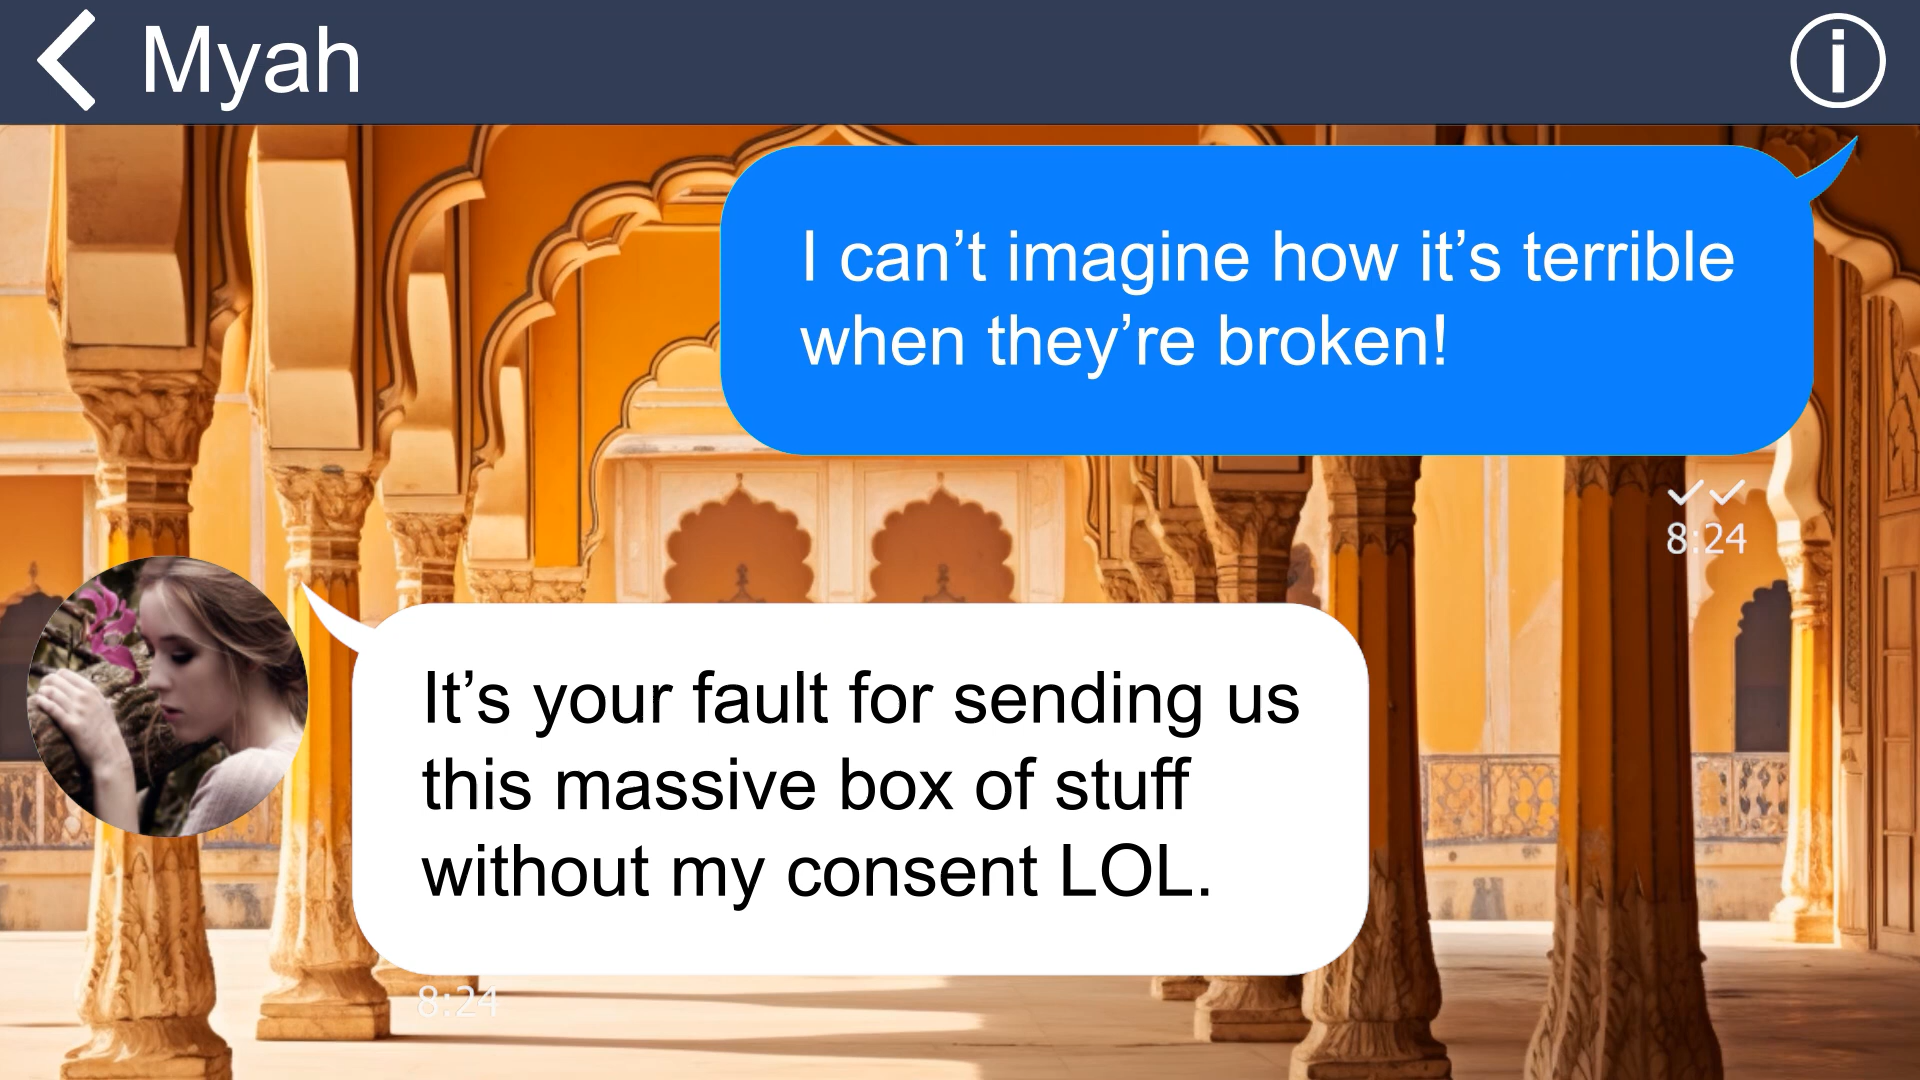 Myah
I can’t imagine how it’s terrible
when they’re broken!
8:24
It’s your fault for sending us
this massive box of stuff
without my consent LOL.
8:24